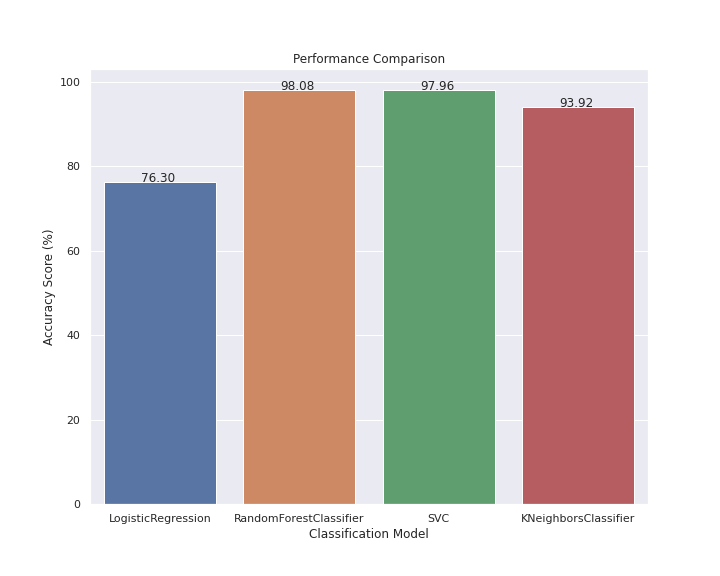 Performance Comparison
100
80
60
40
20
0
Accuracy Score (%)
76.30
98.08
97.96
93.92
LogisticRegression
RandomForestClassifier
SVC
KNeighborsClassifier
Classification Model